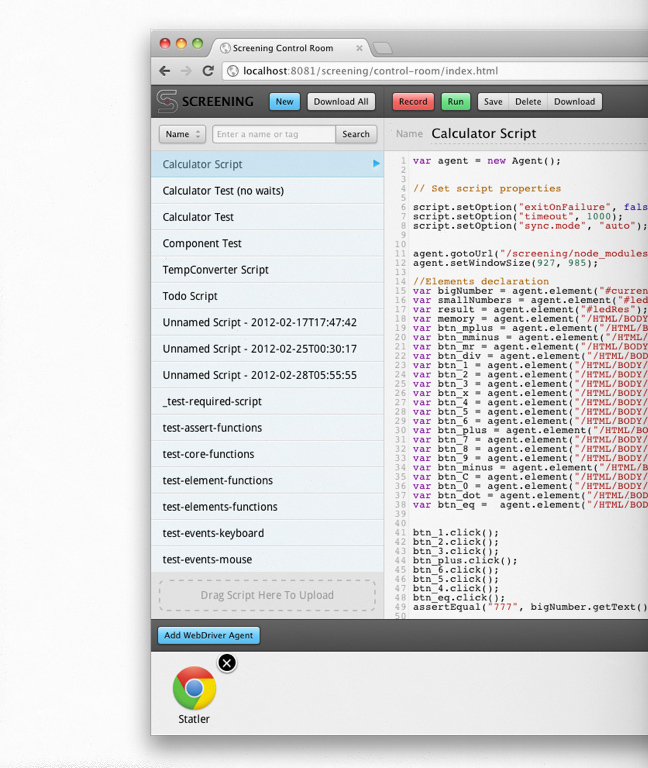 Screening Control Room
localhost:8081/screening/control-room/index.html
SCREENING
New
Download All
Record
Run
Save
Delete
Download
Name
Enter a name or tag
Search
Name
Calculator Script
Calculator Script
Calculator Test (no waits)
Calculator Test
Component Test
TempConverter Script
Todo Script
Unnamed Script - 2012-02-17T17:47:42
Unnamed Script - 2012-02-25T00:30:17
Unnamed Script - 2012-02-28T05:55:55
_test-required-script
test-assert-functions
test-core-functions
test-element-functions
test-elements-functions
test-events-keyboard
test-events-mouse
Drag Script Here To Upload
1 var agent = new Agent();
2
3
4 // Set script properties
5
6 script.setOption("exitOnFailure", fals
7 script.setOption("timeout", 1000);
8 script.setOption("sync.mode", "auto");
9
10
11 agent.gotoUrl("/screening/node_modules
12 agent.setWindowSize(927, 985);
13
14 //Elements declaration
15 var bigNumber = agent.element("#curren
16 var smallNumbers = agent.element("#led
17 var result = agent.element("#ledRes");
18 var memory = agent.element("/HTML/BODY
19 var btn_mplus = agent.element("/HTML/B
20 var btn_mminus = agent.element("/HTML/
21 var btn_mr = agent.element("/HTML/BODY
22 var btn_div = agent.element("/HTML/BOD
23 var btn_1 = agent.element("/HTML/BODY/
24 var btn_2 = agent.element("/HTML/BODY/
25 var btn_3 = agent.element("/HTML/BODY/
26 var btn_x = agent.element("/HTML/BODY/
27 var btn_4 = agent.element("/HTML/BODY/
28 var btn_5 = agent.element("/HTML/BODY/
29 var btn_6 = agent.element("/HTML/BODY/
30 var btn_plus = agent.element("/HTML/BO
31 var btn_7 = agent.element("/HTML/BODY/
32 var btn_8 = agent.element("/HTML/BODY/
33 var btn_9 = agent.element("/HTML/BODY/
34 var btn_minus = agent.element("/HTML/B
35 var btn_C = agent.element("/HTML/BODY/
36 var btn_0 = agent.element("/HTML/BODY/
37 var btn_dot = agent.element("/HTML/BOD
38 var btn_eq =  agent.element("/HTML/BOD
39
40
41 btn_1.click();
42 btn_2.click();
43 btn_3.click();
44 btn_plus.click();
45 btn_6.click();
46 btn_5.click();
47 btn_4.click();
48 btn_eq.click();
49 assertEqual("777", bigNumber.getText()
50
Add WebDriver Agent
Statler